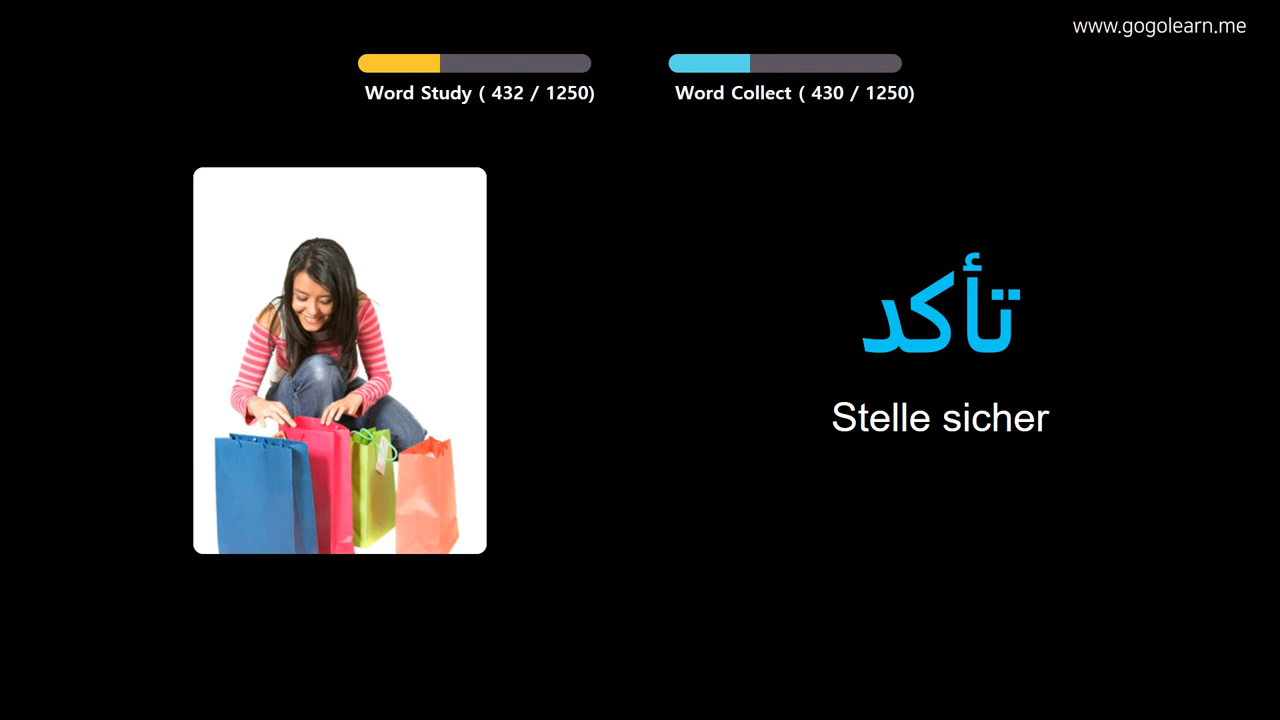 www.gogolearn.me
Word Study ( 432 / 1250)
Word Collect ( 430 / 1250)
تأكد
Stelle sicher